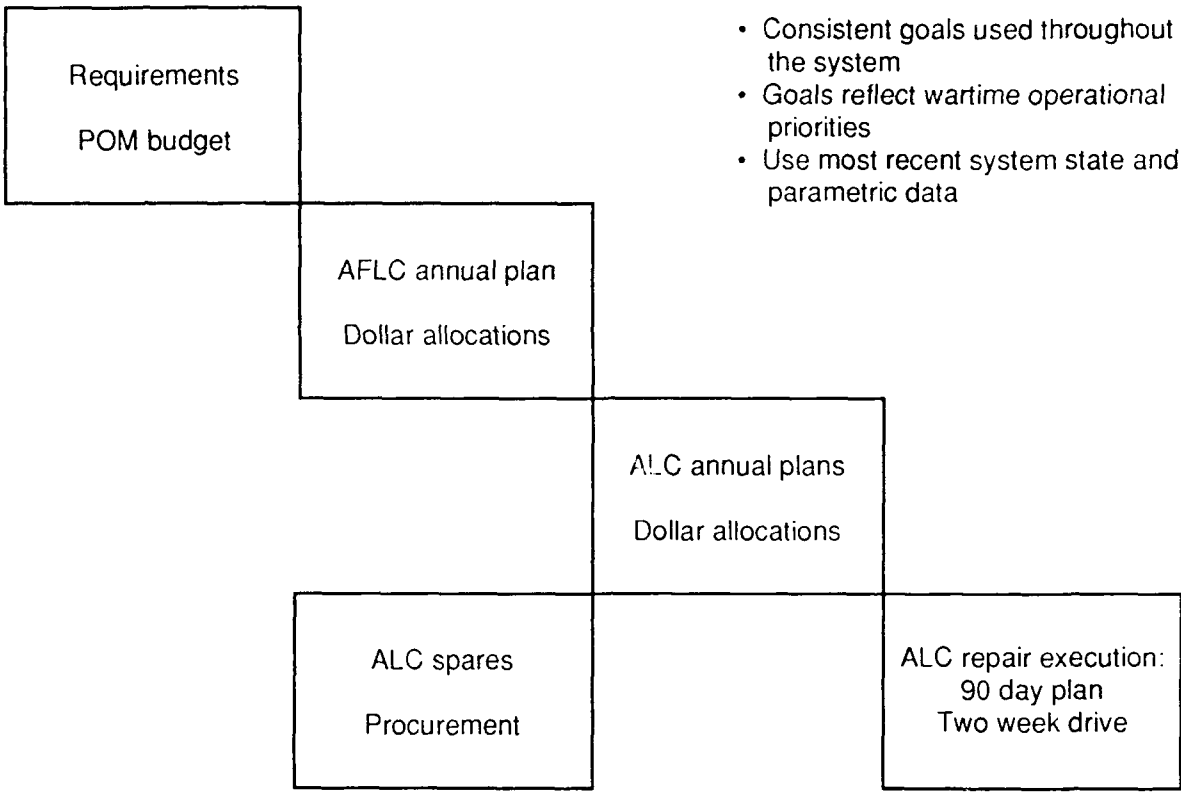 Requirements
POM budget
• Consistent goals used throughout
the system
• Goals reflect wartime operational
priorities
• Use most recent system state and
parametric data
AFLC annual plan
Dollar allocations
ALC annual plans
Dollar allocations
ALC spares
Procurement
ALC repair execution:
90 day plan
Two week drive